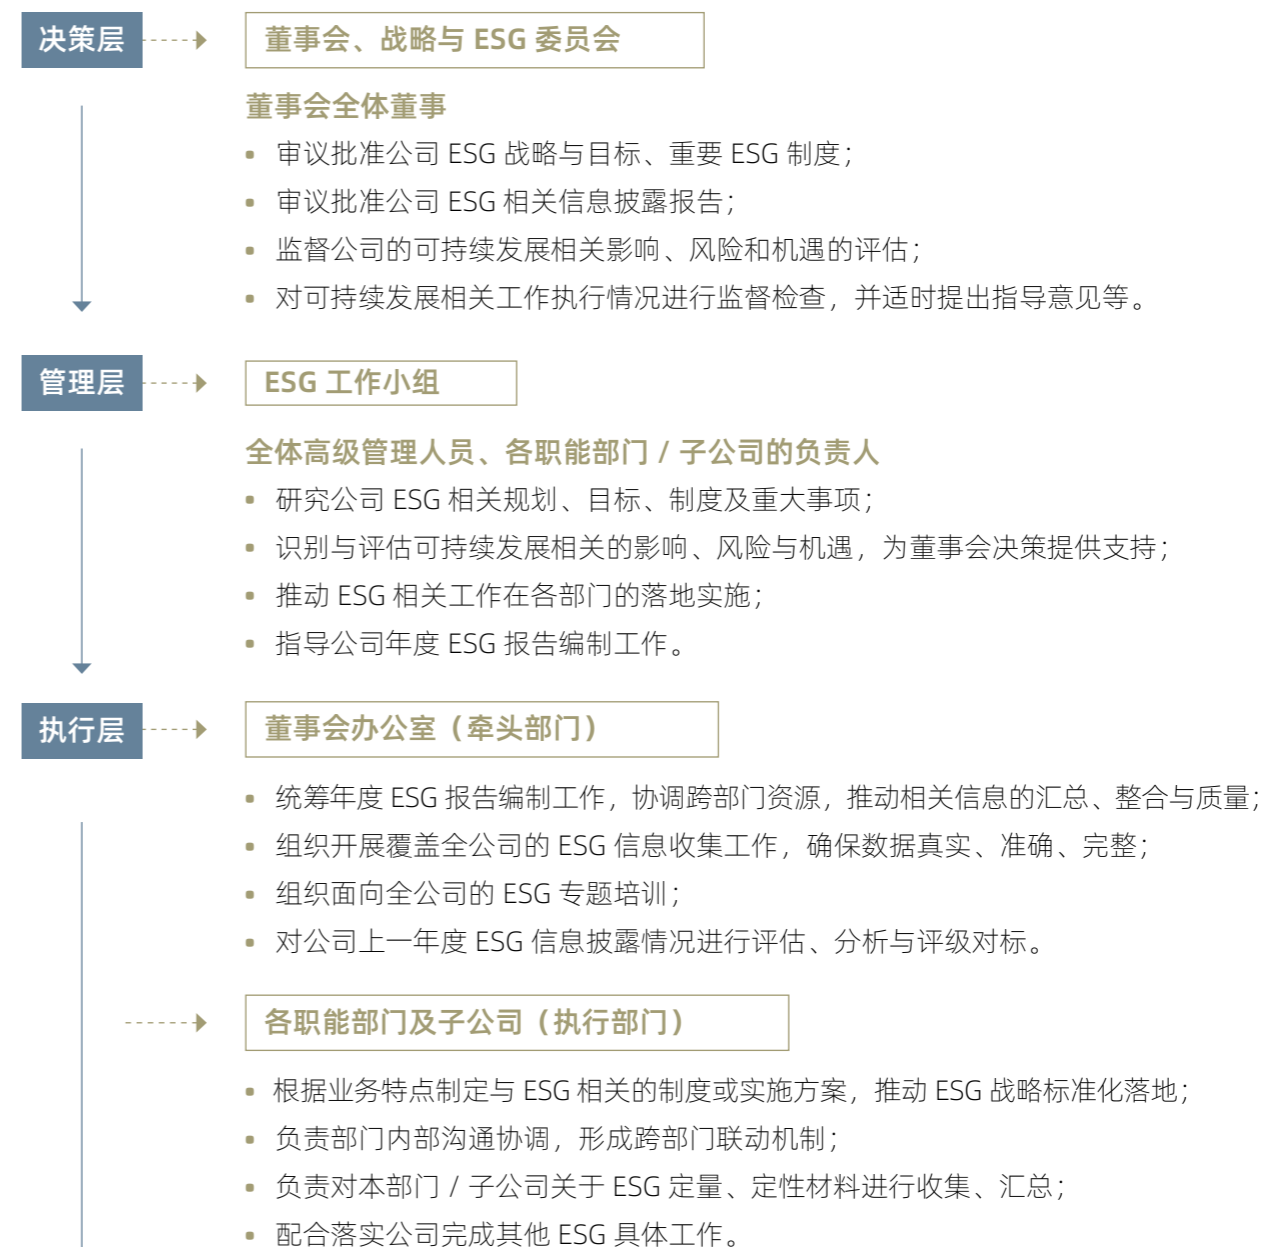 决策层
董事会、战略与 ESG 委员会
董事会全体董事
• 审议批准公司 ESG 战略与目标、重要 ESG 制度；
• 审议批准公司 ESG 相关信息披露报告；
• 监督公司的可持续发展相关影响、风险和机遇的评估；
• 对可持续发展相关工作执行情况进行监督检查，并适时提出指导意见等。
管理层
ESG 工作小组
全体高级管理人员、各职能部门 / 子公司的负责人
• 研究公司 ESG 相关规划、目标、制度及重大事项；
• 识别与评估可持续发展相关的影响、风险与机遇，为董事会决策提供支持；
• 推动 ESG 相关工作在各部门的落地实施；
• 指导公司年度 ESG 报告编制工作。
执行层
董事会办公室（牵头部门）
• 统筹年度 ESG 报告编制工作，协调跨部门资源，推动相关信息的汇总、整合与质量；
• 组织开展覆盖全公司的 ESG 信息收集工作，确保数据真实、准确、完整；
• 组织面向全公司的 ESG 专题培训；
• 对公司上一年度 ESG 信息披露情况进行评估、分析与评级对标。
各职能部门及子公司（执行部门）
• 根据业务特点制定与 ESG 相关的制度或实施方案，推动 ESG 战略标准化落地；
• 负责部门内部沟通协调，形成跨部门联动机制；
• 负责对本部门 / 子公司关于 ESG 定量、定性材料进行收集、汇总；
• 配合落实公司完成其他 ESG 具体工作。